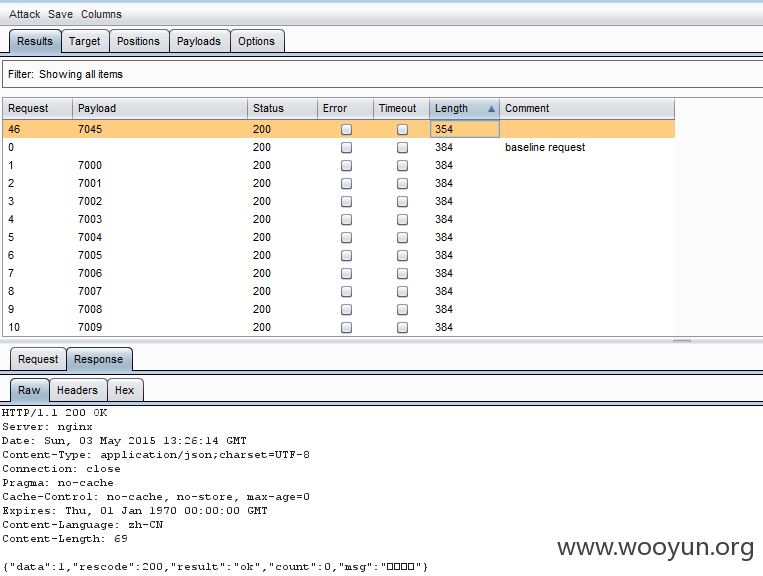 Attack Save Columns
Results Target Positions Payloads Options
Filter: Showing all items
Request Payload Status Error Timeout Length Comment
46 7045 200 354
0 200 384 baseline request
1 7000 200 384
2 7001 200 384
3 7002 200 384
4 7003 200 384
5 7004 200 384
6 7005 200 384
7 7006 200 384
8 7007 200 384
9 7008 200 384
10 7009 200 384
Request Response
Raw Headers Hex
HTTP/1.1 200 OK
Server: nginx
Date: Sun, 03 May 2015 13:26:14 GMT
Content-Type: application/json;charset=UTF-8
Connection: close
Pragma: no-cache
Cache-Control: no-cache, no-store, max-age=0
Expires: Thu, 01 Jan 1970 00:00:00 GMT
Content-Language: zh-CN
Content-Length: 69
{"data":1,"rescode":200,"result":"ok","count":0,"msg":"□□□□"}
www.wooyun.org